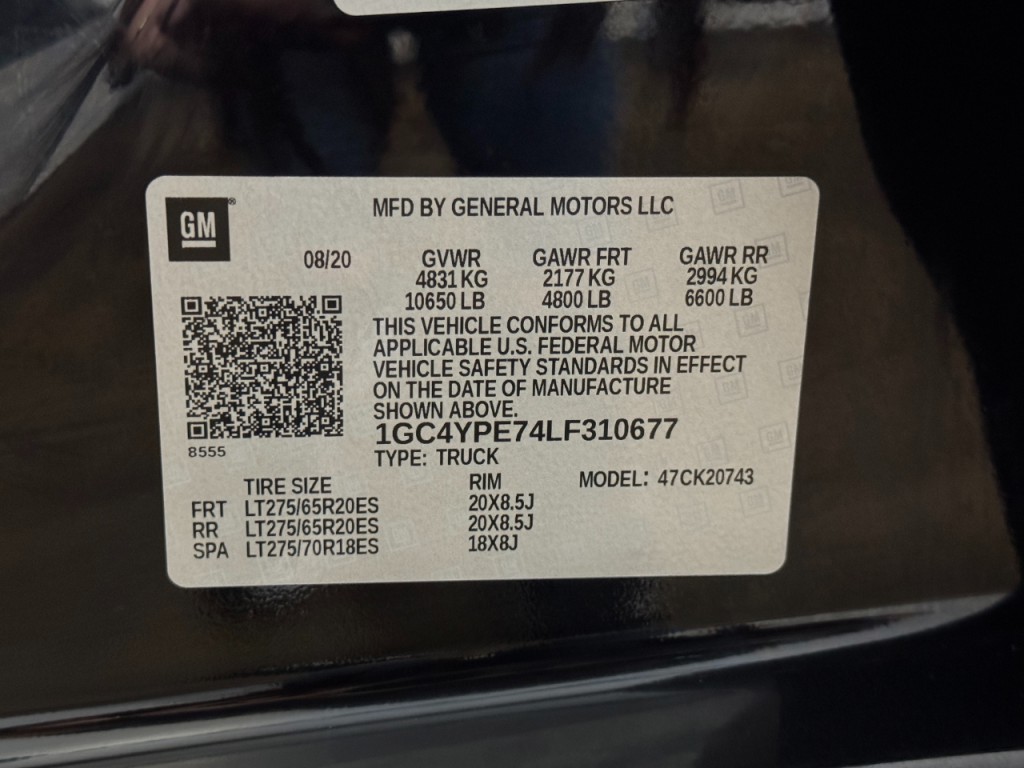 GM
MFD BY GENERAL MOTORS LLC
08/20 GVWR GAWR FRT GAWR RR
4831 KG 2177 KG 2994 KG
10650 LB 4800 LB 6600 LB
THIS VEHICLE CONFORMS TO ALL
APPLICABLE U.S. FEDERAL MOTOR
VEHICLE SAFETY STANDARDS IN EFFECT
ON THE DATE OF MANUFACTURE
SHOWN ABOVE.
1GC4YPE74LF310677
8555
TYPE: TRUCK
TIRE SIZE RIM MODEL: 47CK20743
FRT LT275/65R20ES 20X8.5J
RR LT275/65R20ES 20X8.5J
SPA LT275/70R18ES 18X8J